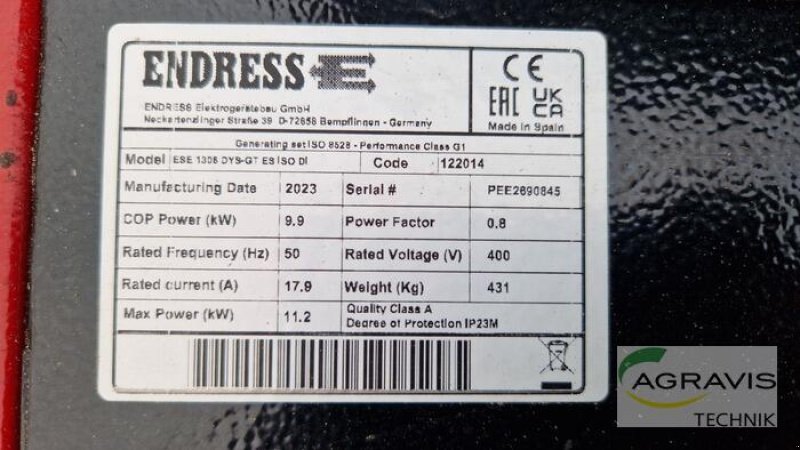 ENDRESS E
CE
EAC UK CA
Made in Spain
ENDRESS Elektrogerätebau GmbH
Neckartenzlinger Straße 39 D-72658 Bempflingen - Germany
Generating set ISO 8528 - Performance Class G1
Model ESE 1306 DYS-GT ES ISO DI Code 122014
Manufacturing Date 2023 Serial # PEE2690845
COP Power (kW) 9.9 Power Factor 0.8
Rated Frequency (Hz) 50 Rated Voltage (V) 400
Rated current (A) 17.9 Weight (Kg) 431
Max Power (kW) 11.2 Quality Class A
Degree of Protection IP23M
AGRAVIS
TECHNIK